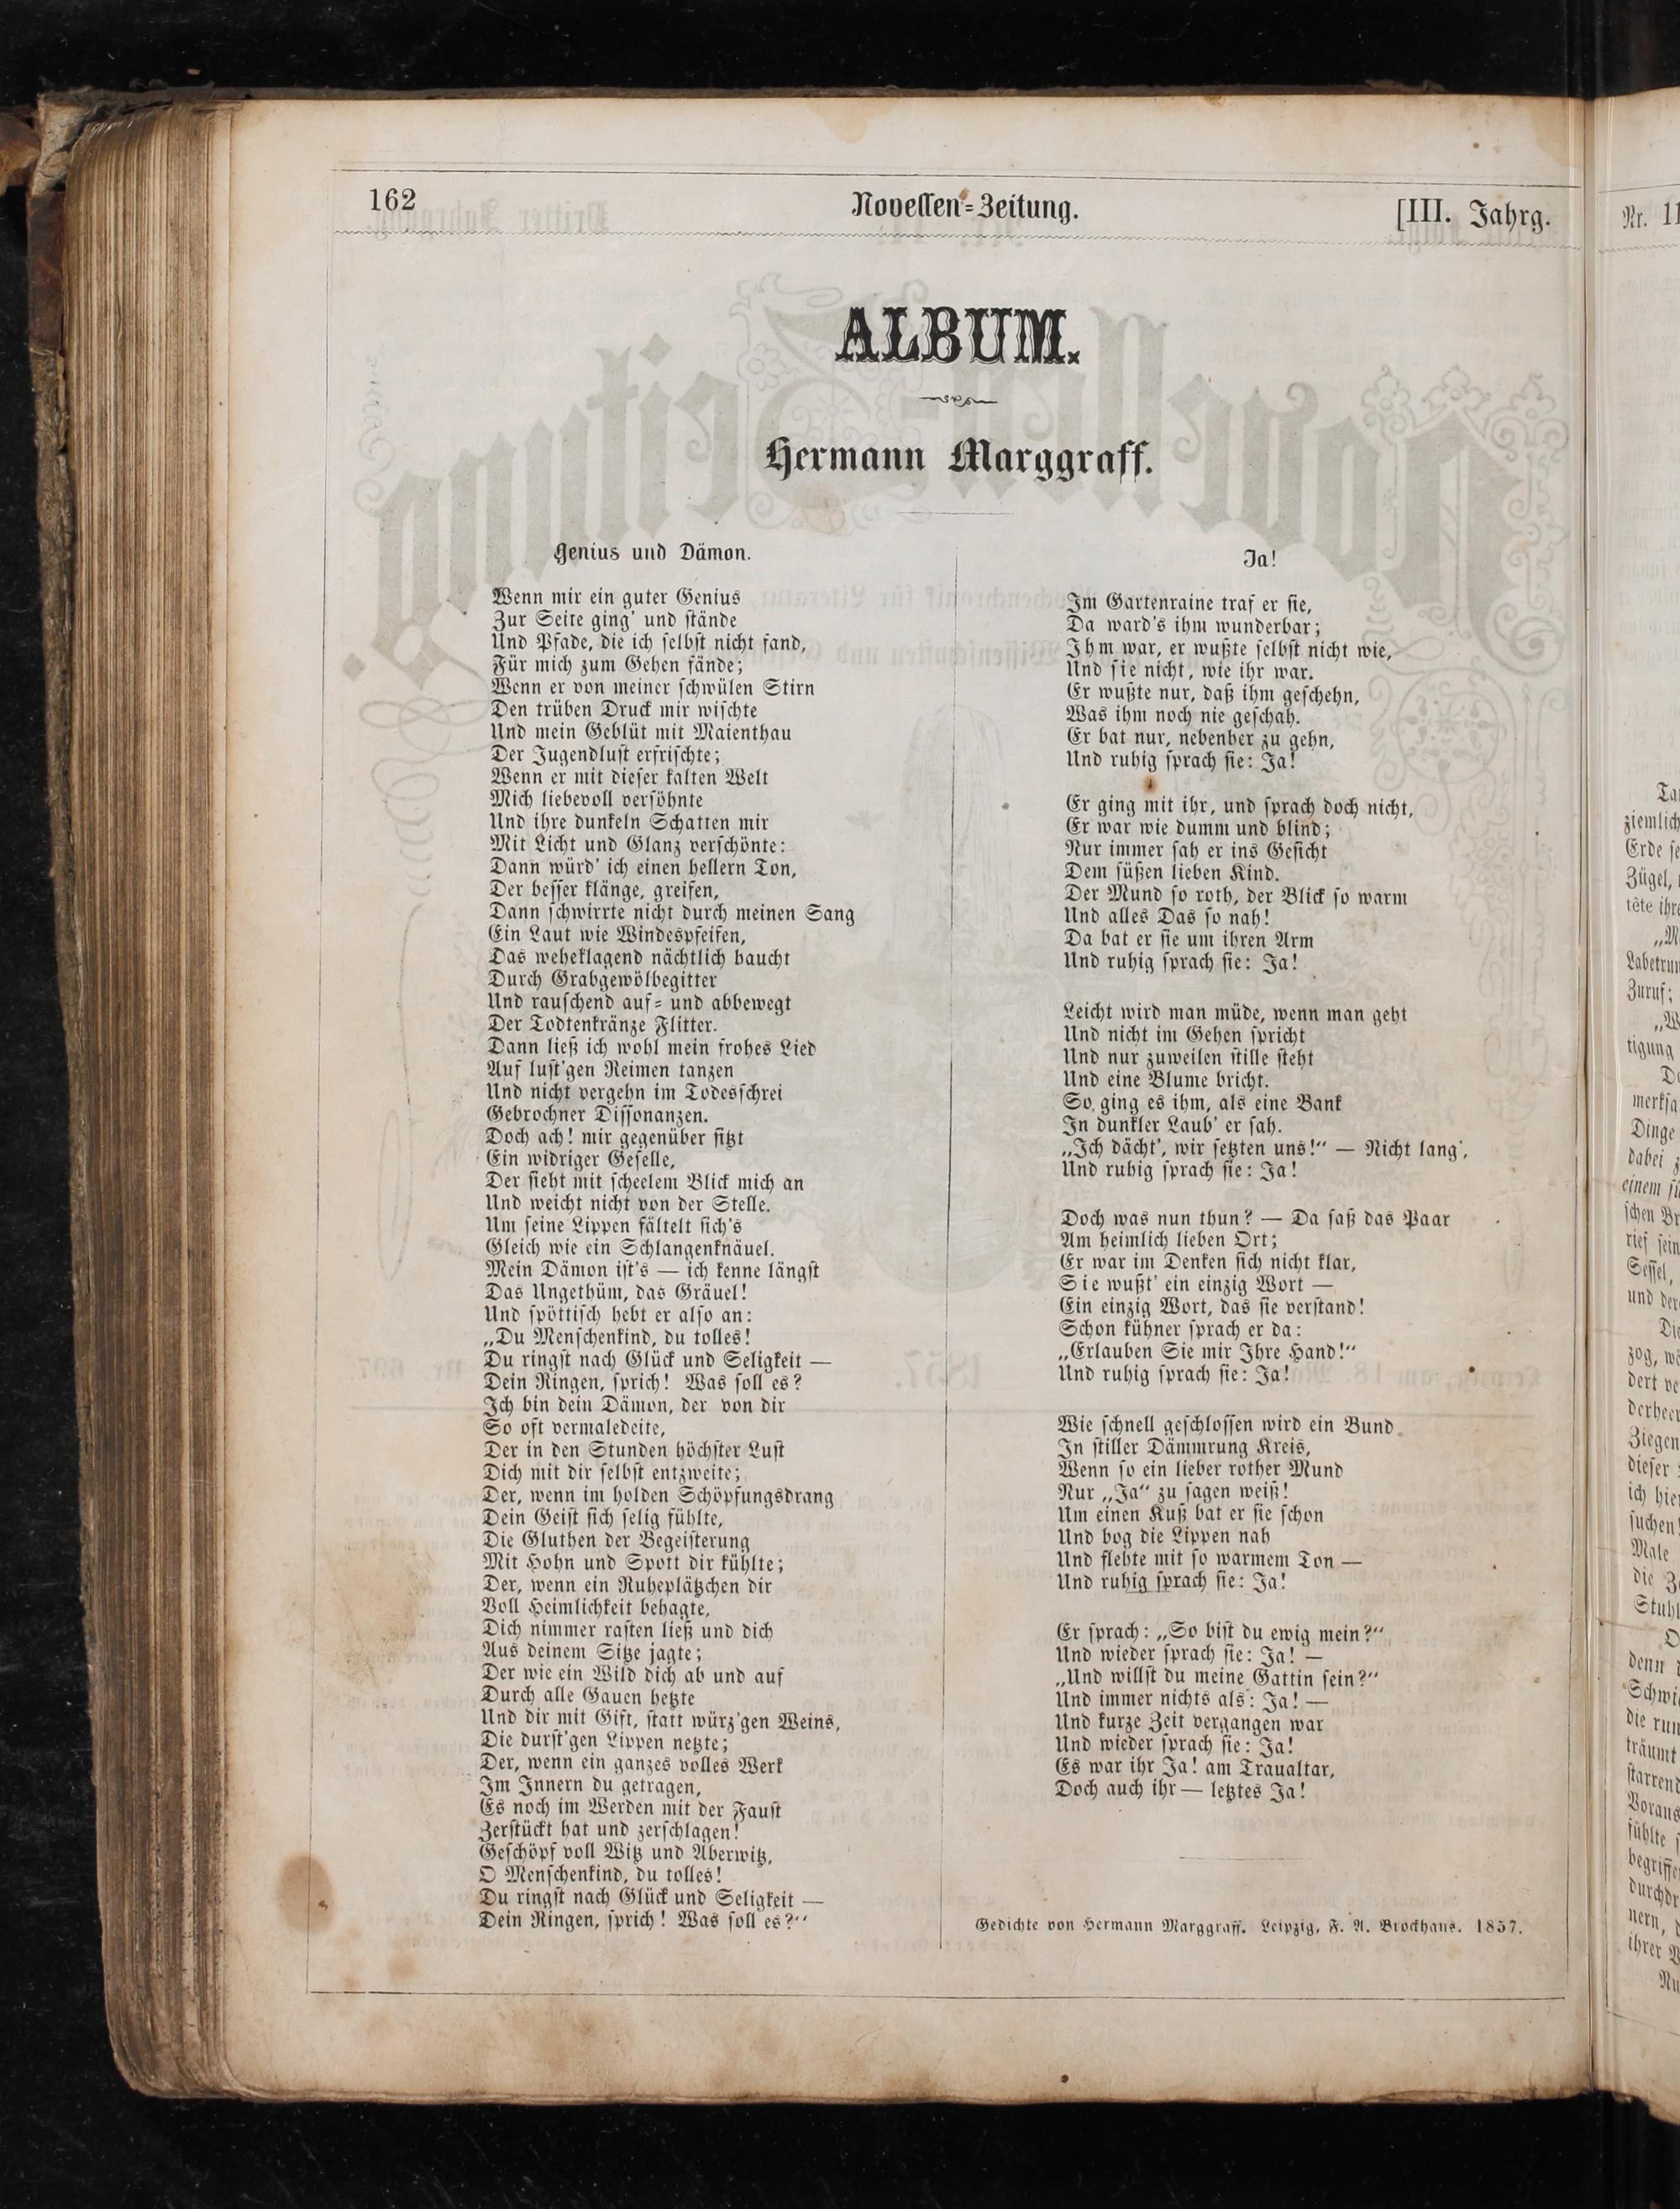 162
Novellen-Zeitung.
[III. Jahrg.
ALBUM.
Hermann Marggraff.
Genius und Dämon.
Wenn mir ein guter Genius
Zur Seite ging' und stände
Und Pfade, die ich selbst nicht fand,
Für mich zum Gehen fände;
Wenn er von meiner schwülen Stirn
Den trüben Druck mir wischte
Und mein Geblüt mit Maienthau
Der Jugendlust erfrischte;
Wenn er mit dieser kalten Welt
Mich liebevoll versöhnte
Und ihre dunkeln Schatten mir
Mit Licht und Glanz verschönte:
Dann würd' ich einen hellern Ton,
Der besser klänge, greifen,
Dann schwirrte nicht durch meinen Sang
Ein Laut wie Windespfeifen,
Das weheklagend nächtlich haucht
Durch Grabgewölbegitter
Und rauschend auf- und abbewegt
Der Todtenkränze Flitter.
Dann ließ ich wohl mein frohes Lied
Auf lust'gen Reimen tanzen
Und nicht vergehn im Todesschrei
Gebrochner Dissonanzen.
Doch ach! mir gegenüber sitzt
Ein widriger Geselle,
Der sieht mit scheelem Blick mich an
Und weicht nicht von der Stelle.
Um seine Lippen fältelt sich's
Gleich wie ein Schlangenknäuel.
Mein Dämon ist's — ich kenne längst
Das Ungethüm, das Gräuel!
Und spöttisch hebt er also an:
„Du Menschenkind, du tolles!
Du ringst nach Glück und Seligkeit —
Dein Ringen, sprich! Was soll es?
Ich bin dein Dämon, der von dir
So oft vermaledeite,
Der in den Stunden höchster Lust
Dich mit dir selbst entzweite;
Der, wenn im holden Schöpfungsdrang
Dein Geist sich selig fühlte,
Die Gluthen der Begeisterung
Mit Hohn und Spott dir kühlte;
Der, wenn ein Ruheplätzchen dir
Voll Heimlichkeit behagte,
Dich nimmer rasten ließ und dich
Aus deinem Sitze jagte;
Der wie ein Wild dich ab und auf
Durch alle Gauen hetzte
Und dir mit Gift, statt würz'gen Weins,
Die durst'gen Lippen netzte;
Der, wenn ein ganzes volles Werk
Im Innern du getragen,
Es noch im Werden mit der Faust
Zerstückt hat und zerschlagen!
Geschöpf voll Witz und Aberwitz,
O Menschenkind, du tolles!
Du ringst nach Glück und Seligkeit —
Dein Ringen, sprich! Was soll es?“
Ja!
Im Gartenraine traf er sie,
Da ward's ihm wunderbar;
Ihm war, er wußte selbst nicht wie,
Und sie nicht, wie ihr war.
Er wußte nur, daß ihm geschehn,
Was ihm noch nie geschah.
Er bat nur, nebenher zu gehn,
Und ruhig sprach sie: Ja!
Er ging mit ihr, und sprach doch nicht,
Er war wie dumm und blind;
Nur immer sah er ins Gesicht
Dem süßen lieben Kind.
Der Mund so roth, der Blick so warm
Und alles Das so nah!
Da bat er sie um ihren Arm
Und ruhig sprach sie: Ja!
Leicht wird man müde, wenn man geht
Und nicht im Gehen spricht
Und nur zuweilen stille steht
Und eine Blume bricht.
So ging es ihm, als eine Bank
In dunkler Laub' er sah.
„Ich dächt', wir setzten uns!“ — Nicht lang',
Und ruhig sprach sie: Ja!
Doch was nun thun? — Da saß das Paar
Am heimlich lieben Ort;
Er war im Denken sich nicht klar,
Sie wußt' ein einzig Wort —
Ein einzig Wort, das sie verstand!
Schon kühner sprach er da:
„Erlauben Sie mir Ihre Hand!“
Und ruhig sprach sie: Ja!
Wie schnell geschlossen wird ein Bund
In stiller Dämmrung Kreis,
Wenn so ein lieber rother Mund
Nur „Ja“ zu sagen weiß!
Um einen Kuß bat er sie schon
Und bog die Lippen nah
Und flehte mit so warmem Ton —
Und ruhig sprach sie: Ja!
Er sprach: „So bist du ewig mein?“
Und wieder sprach sie: Ja! —
„Und willst du meine Gattin sein?“
Und immer nichts als: Ja! —
Und kurze Zeit vergangen war
Und wieder sprach sie: Ja!
Es war ihr Ja! am Traualtar,
Doch auch ihr — letztes Ja!
Gedichte von Hermann Marggraff. Leipzig, F. A. Brockhaus. 1857.
Nr. 11